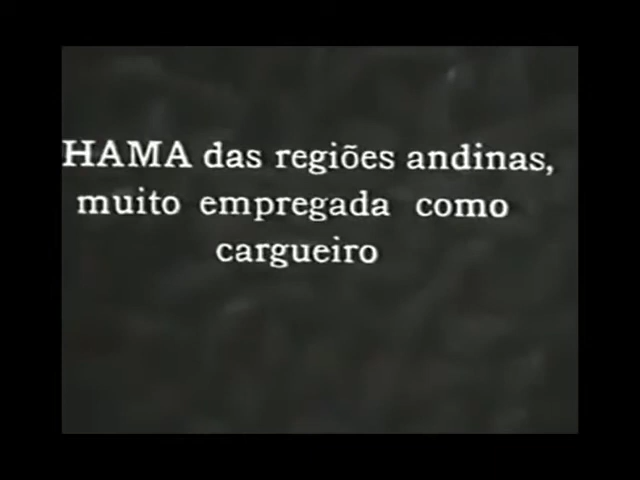 HAMA das regiões andinas,
muito empregada como
cargueiro